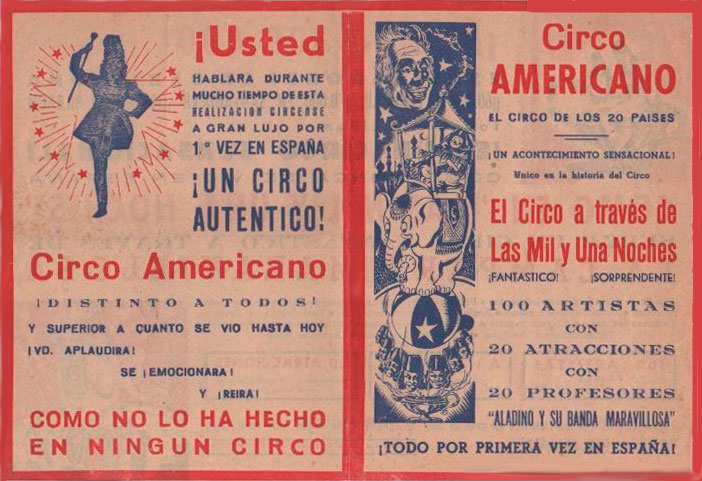 ¡Usted
HABLARA DURANTE
MUCHO TIEMPO DE ESTA
REALIZACION CIRCENSE
A GRAN LUJO POR
1.ª VEZ EN ESPAÑA
¡UN CIRCO
AUTENTICO!
Circo Americano
¡DISTINTO A TODOS!
Y SUPERIOR A CUANTO SE VIO HASTA HOY
¡VD. APLAUDIRA!
SE ¡EMOCIONARA!
Y ¡REIRA!
COMO NO LO HA HECHO
EN NINGUN CIRCO
Circo
AMERICANO
EL CIRCO DE LOS 20 PAISES
¡UN ACONTECIMIENTO SENSACIONAL!
Unico en la historia del Circo
El Circo a través de
Las Mil y Una Noches
¡FANTASTICO! ¡SORPRENDENTE!
100 ARTISTAS
CON
20 ATRACCIONES
CON
20 PROFESORES
"ALADINO Y SU BANDA MARAVILLOSA"
¡TODO POR PRIMERA VEZ EN ESPAÑA!